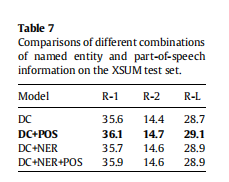 Table 7
Comparisons of different combinations
of named entity and part-of-speech
information on the XSUM test set.
Model R-1 R-2 R-L
DC 35.6 14.4 28.7
DC+POS 36.1 14.7 29.1
DC+NER 35.7 14.6 28.9
DC+NER+POS 35.9 14.6 28.9